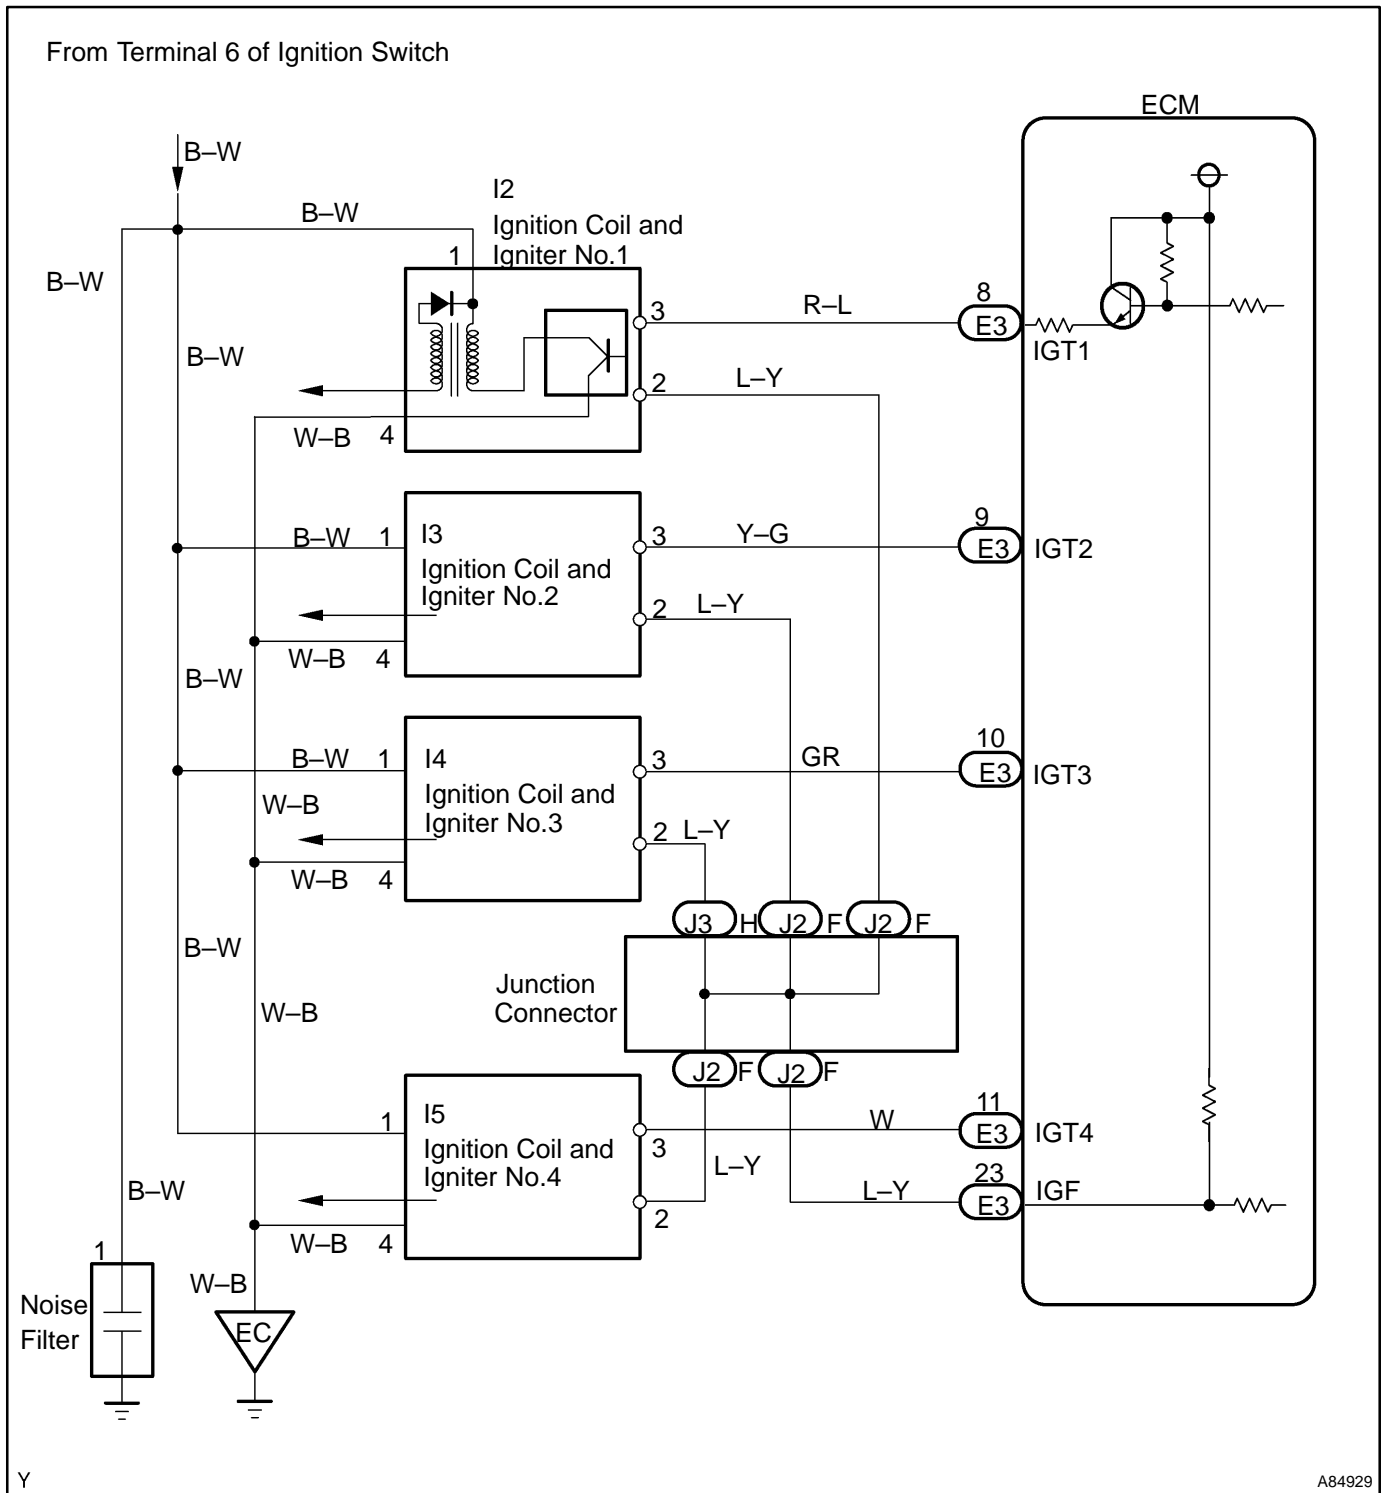 From Terminal 6 of Ignition Switch
ECM
B–W
I2
B–W
Ignition Coil and
Igniter No.1
1
B–W
8
3
R–L
E3
IGT1
B–W
2
L–Y
W–B 4
9
B–W 1
I3
3
Y–G
E3
IGT2
Ignition Coil and
Igniter No.2
2
L–Y
W–B 4
B–W
10
B–W 1
I4
3
GR
E3
IGT3
Ignition Coil and
W–B
Igniter No.3
2
L–Y
W–B 4
J3 H
J2 F
J2 F
B–W
Junction
Connector
W–B
J2 F
J2 F
11
1
I5
W
E3
IGT4
Ignition Coil and
3
Igniter No.4
L–Y
23
B–W
L–Y
E3
IGF
2
W–B 4
1
W–B
Noise
Filter
EC
Y
A84929